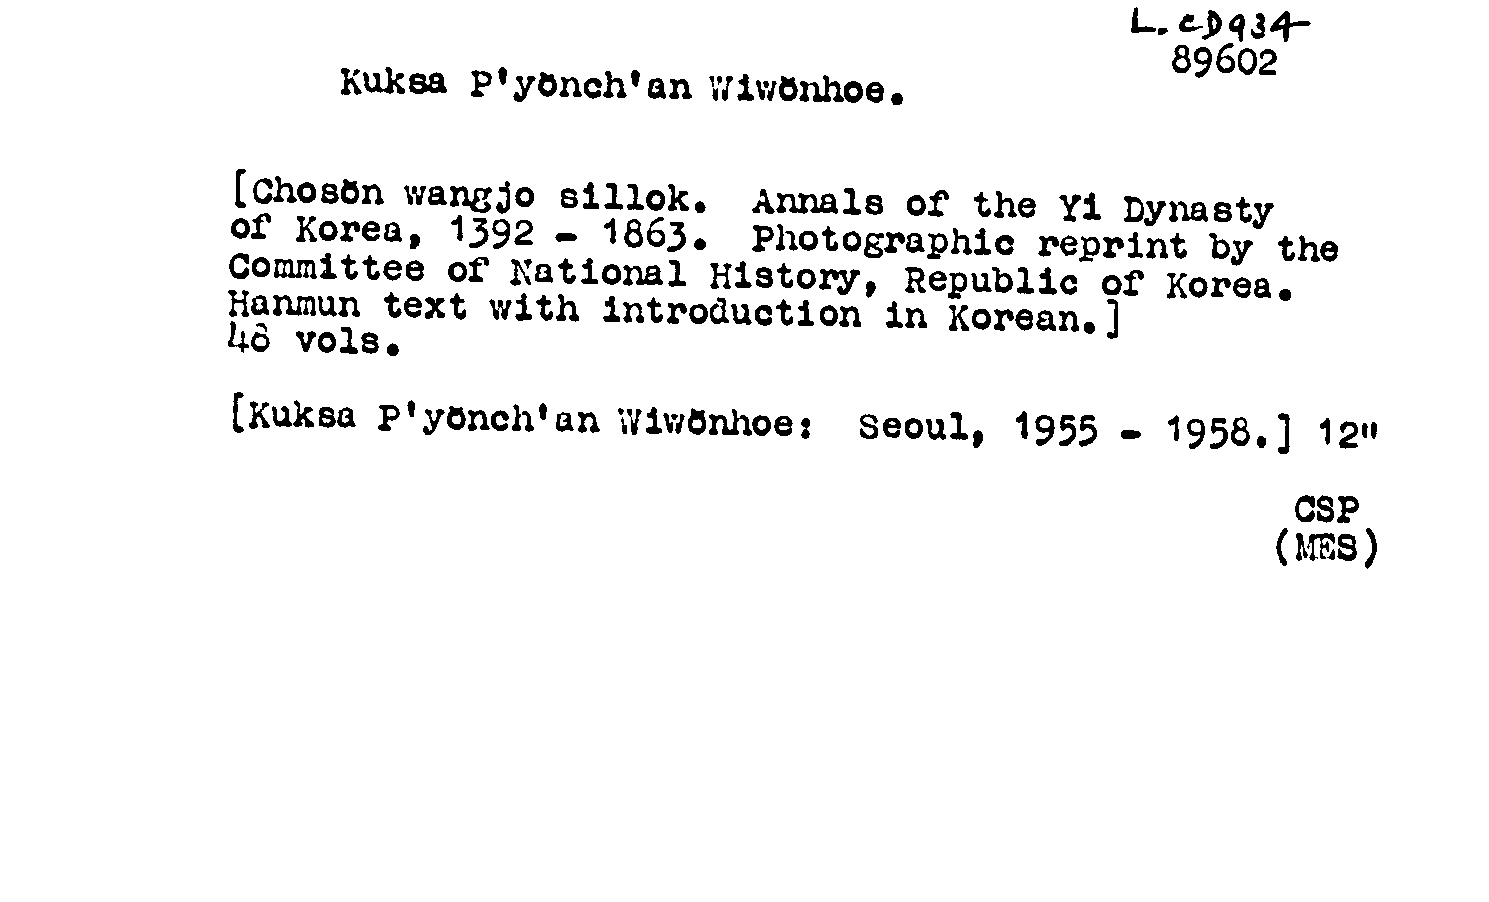 L. CD934
89602
Kuksa P'yŏnch'an Wiwŏnhoe.
[Chosŏn wangjo sillok. Annals of the Yi Dynasty
of Korea, 1392 - 1863. Photographic reprint by the
Committee of National History, Republic of Korea.
Hanmun text with introduction in Korean.]
48 vols.
[Kuksa P'yŏnch'an Wiwŏnhoe: Seoul, 1955 - 1958.] 12"
CSP
(MES)